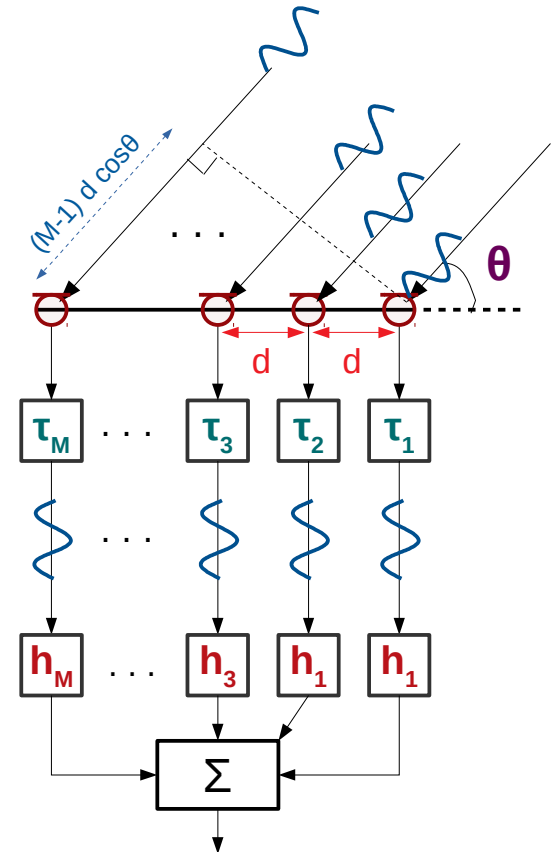 (M-1) d cosθ
. . .
θ
d d
τM . . . τ3 τ2 τ1
. . .
hM . . . h3 h1 h1
Σ